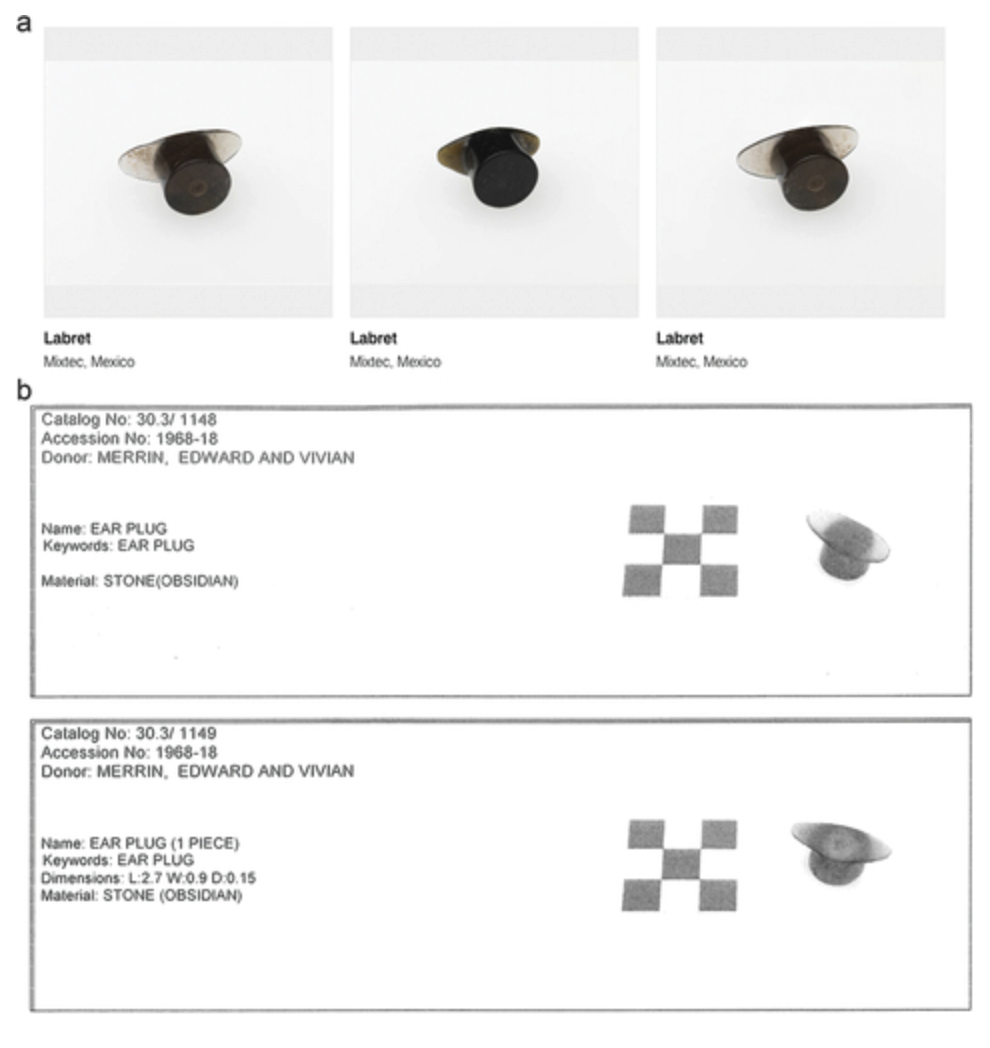 a
Labret
Mixtec, Mexico
Labret
Mixtec, Mexico
Labret
Mixtec, Mexico
b
Catalog No: 30.3/ 1148
Accession No: 1968-18
Donor: MERRIN, EDWARD AND VIVIAN
Name: EAR PLUG
Keywords: EAR PLUG
Material: STONE(OBSIDIAN)
Catalog No: 30.3/ 1149
Accession No: 1968-18
Donor: MERRIN, EDWARD AND VIVIAN
Name: EAR PLUG (1 PIECE)
Keywords: EAR PLUG
Dimensions: L:2.7 W:0.9 D:0.15
Material: STONE (OBSIDIAN)